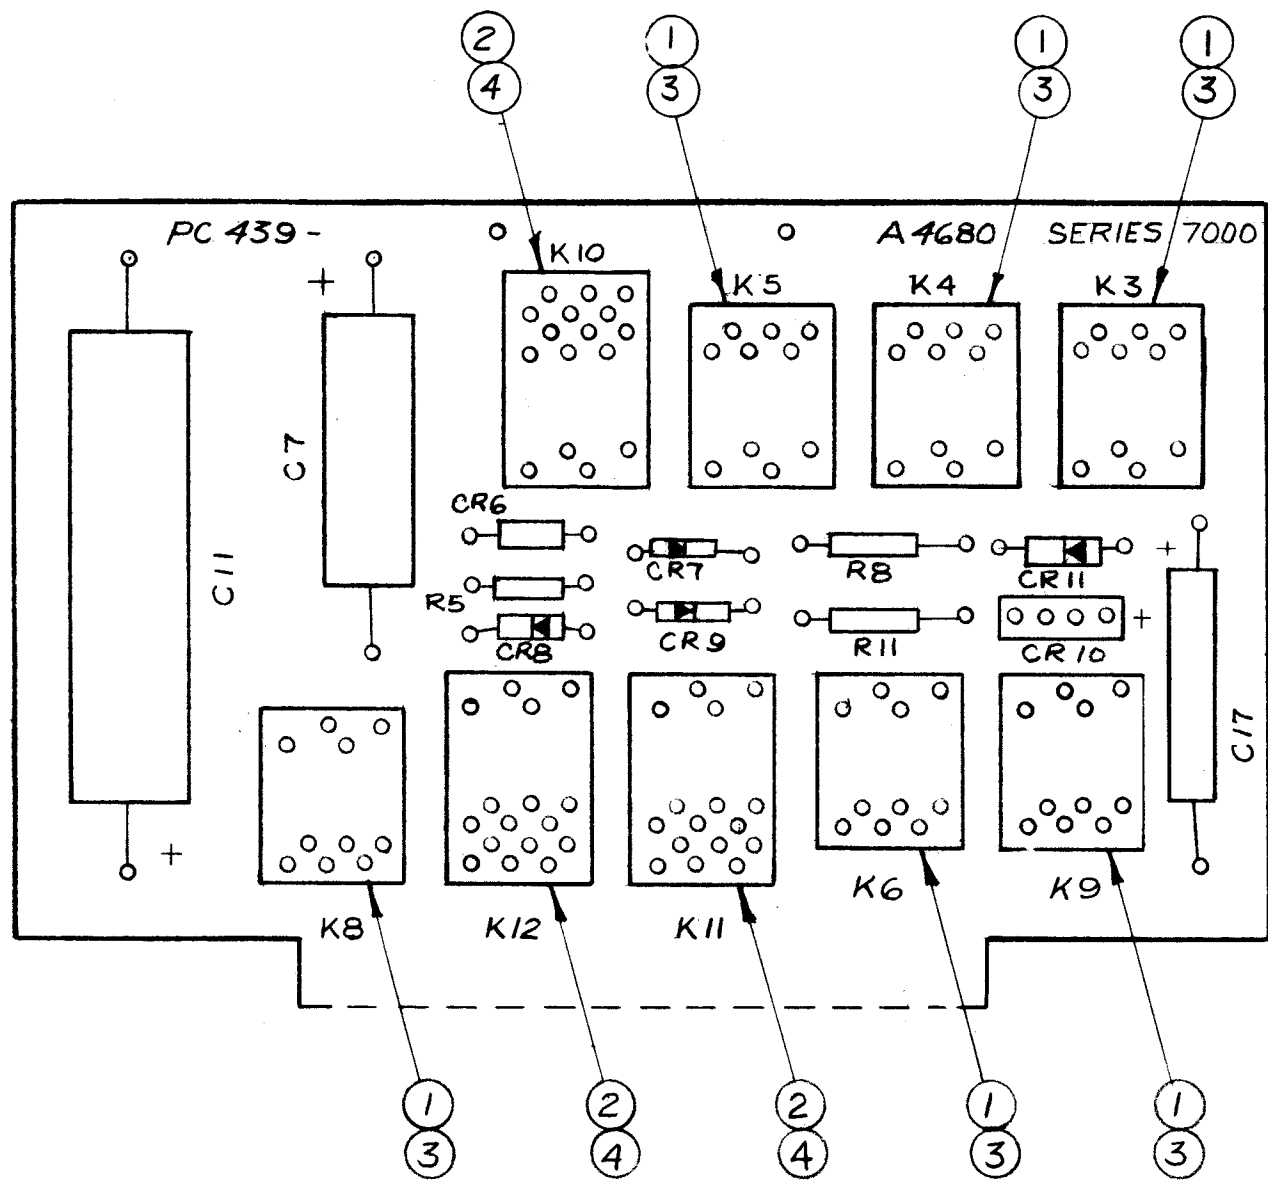 2 1 1 1
4 3 3 3
PC 439- A4680 SERIES 7000
K10 K5 K4 K3
+
C7
C11
CR6
CR7 R8 CR11 +
R5
CR8 CR9 R11 CR10 +
C17
+
K8 K12 K11 K6 K9
1 2 2 1 1
3 4 4 3 3